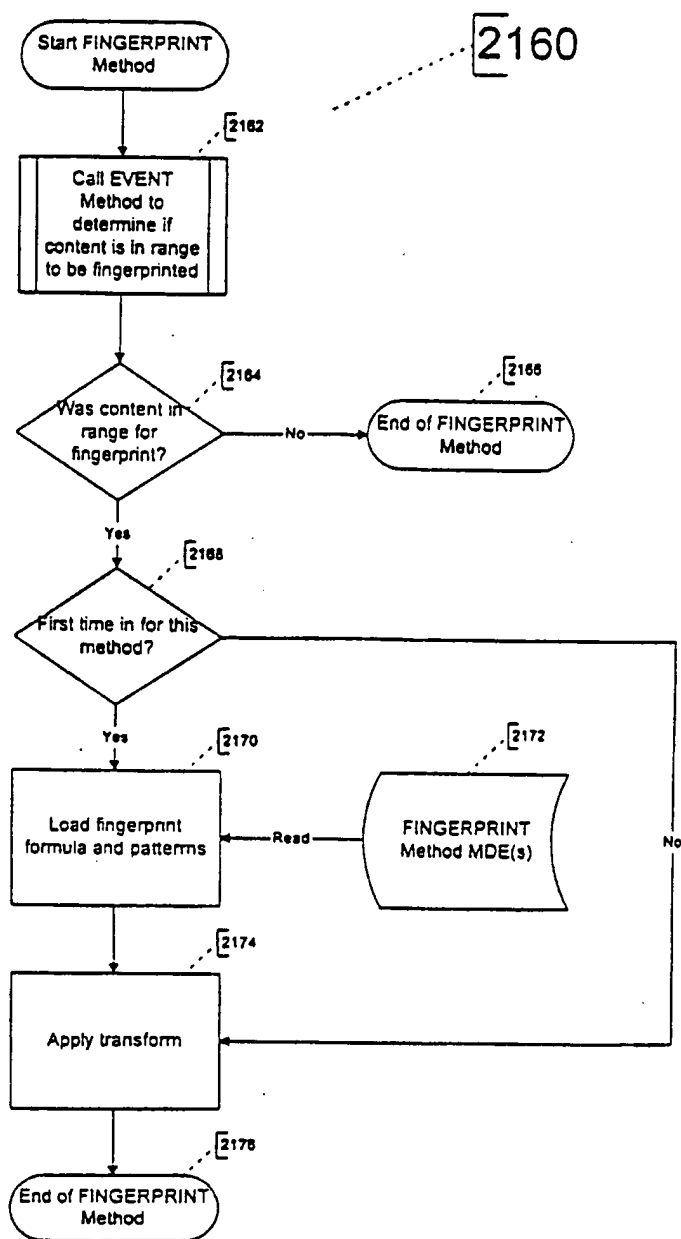 Start FINGERPRINT
Method
2160
2162
Call EVENT
Method to
determine if
content is in range
to be fingerprinted
2164
Was content in
range for
fingerprint?
No
2166
End of FINGERPRINT
Method
Yes
2168
First time in for this
method?
Yes
2170
2172
Load fingerprint
formula and patterms
Read
FINGERPRINT
Method MDE(s)
No
2174
Apply transform
2176
End of FINGERPRINT
Method